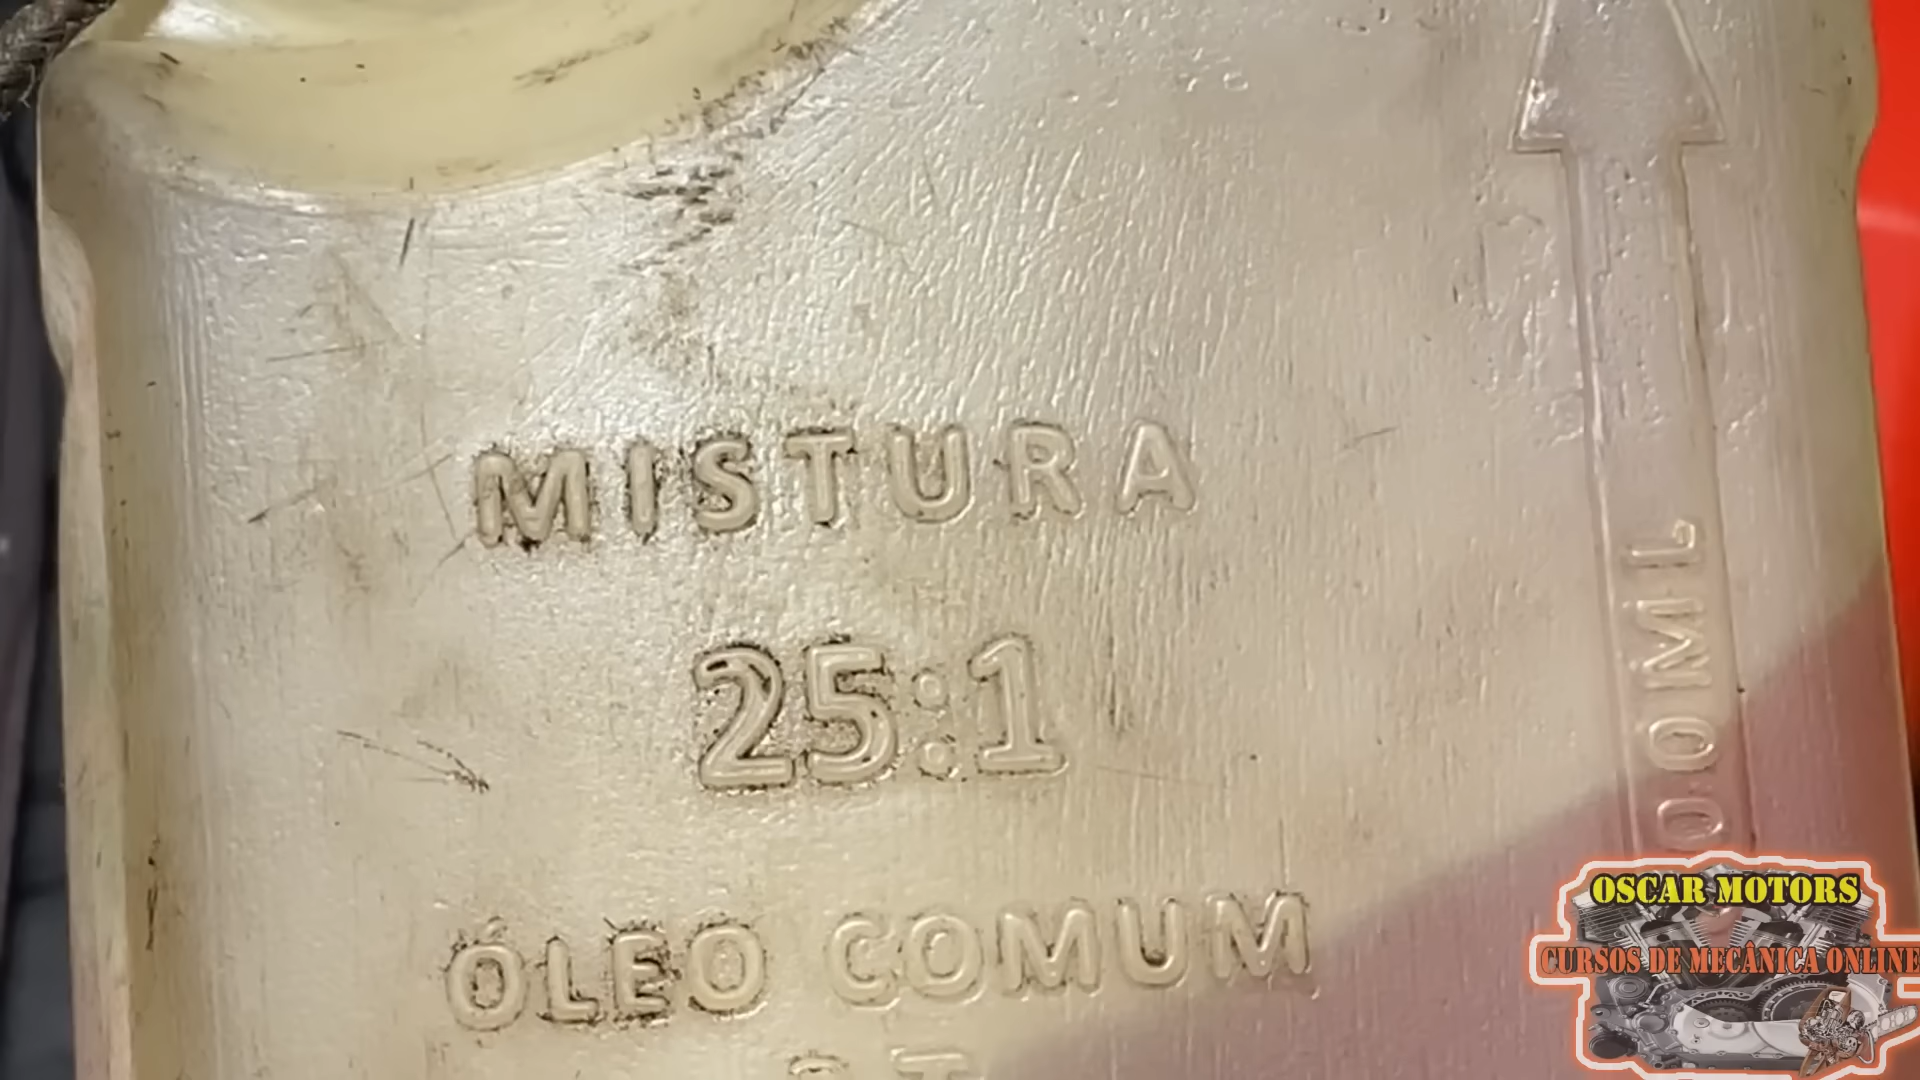 MISTURA
25:1
ÓLEO COMUM
OSCAR MOTORS
CURSOS DE MECÂNICA ONLINE